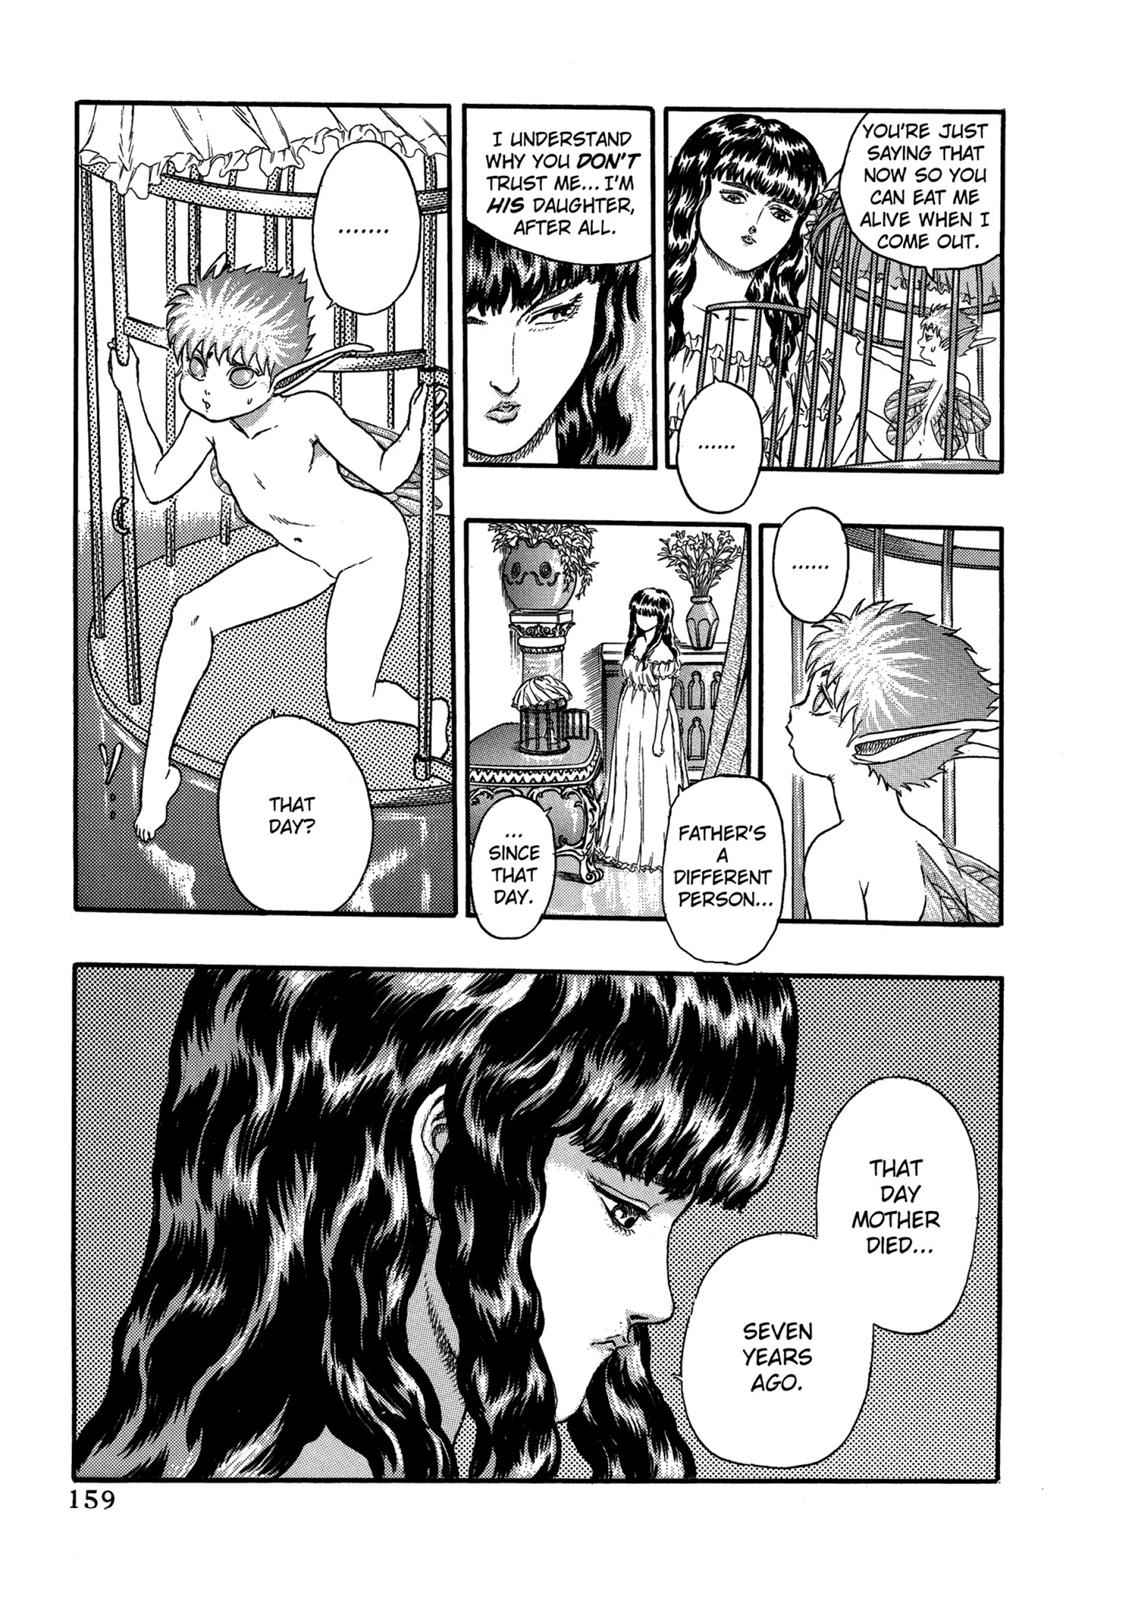 YOU'RE JUST
SAYING THAT
NOW SO YOU
CAN EAT ME
ALIVE WHEN I
COME OUT.
......
I UNDERSTAND
WHY YOU DON'T
TRUST ME... I'M
HIS DAUGHTER,
AFTER ALL.
.......
......
FATHER'S
A
DIFFERENT
PERSON...
...
SINCE
THAT
DAY.
THAT
DAY?
THAT
DAY
MOTHER
DIED...
SEVEN
YEARS
AGO.
159